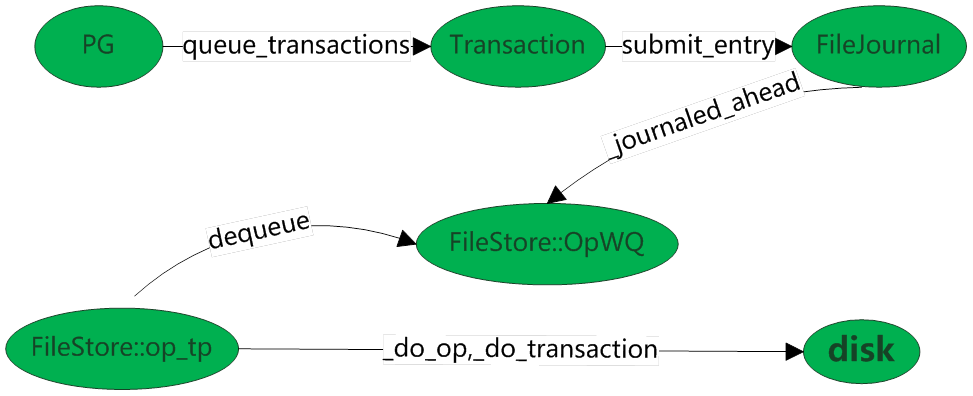 PG
queue_transactions
Transaction
submit_entry
FileJournal
_journaled_ahead
dequeue
FileStore::OpWQ
FileStore::op_tp
_do_op,_do_transaction
disk